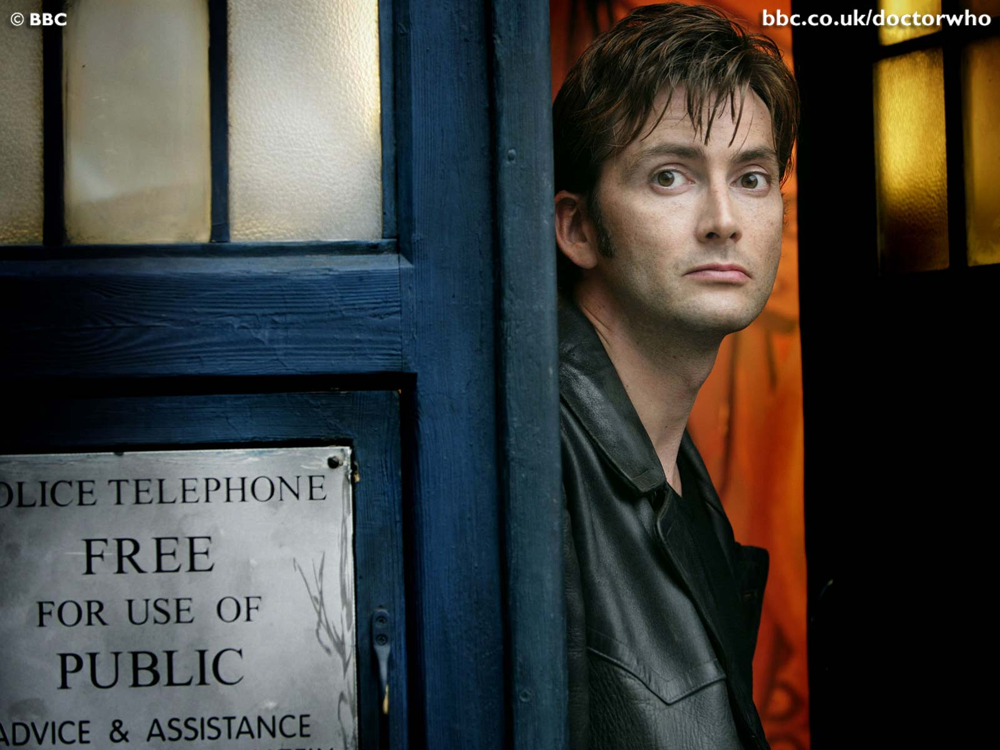 © BBC
bbc.co.uk/doctorwho
OLICE TELEPHONE
FREE
FOR USE OF
PUBLIC
ADVICE & ASSISTANCE